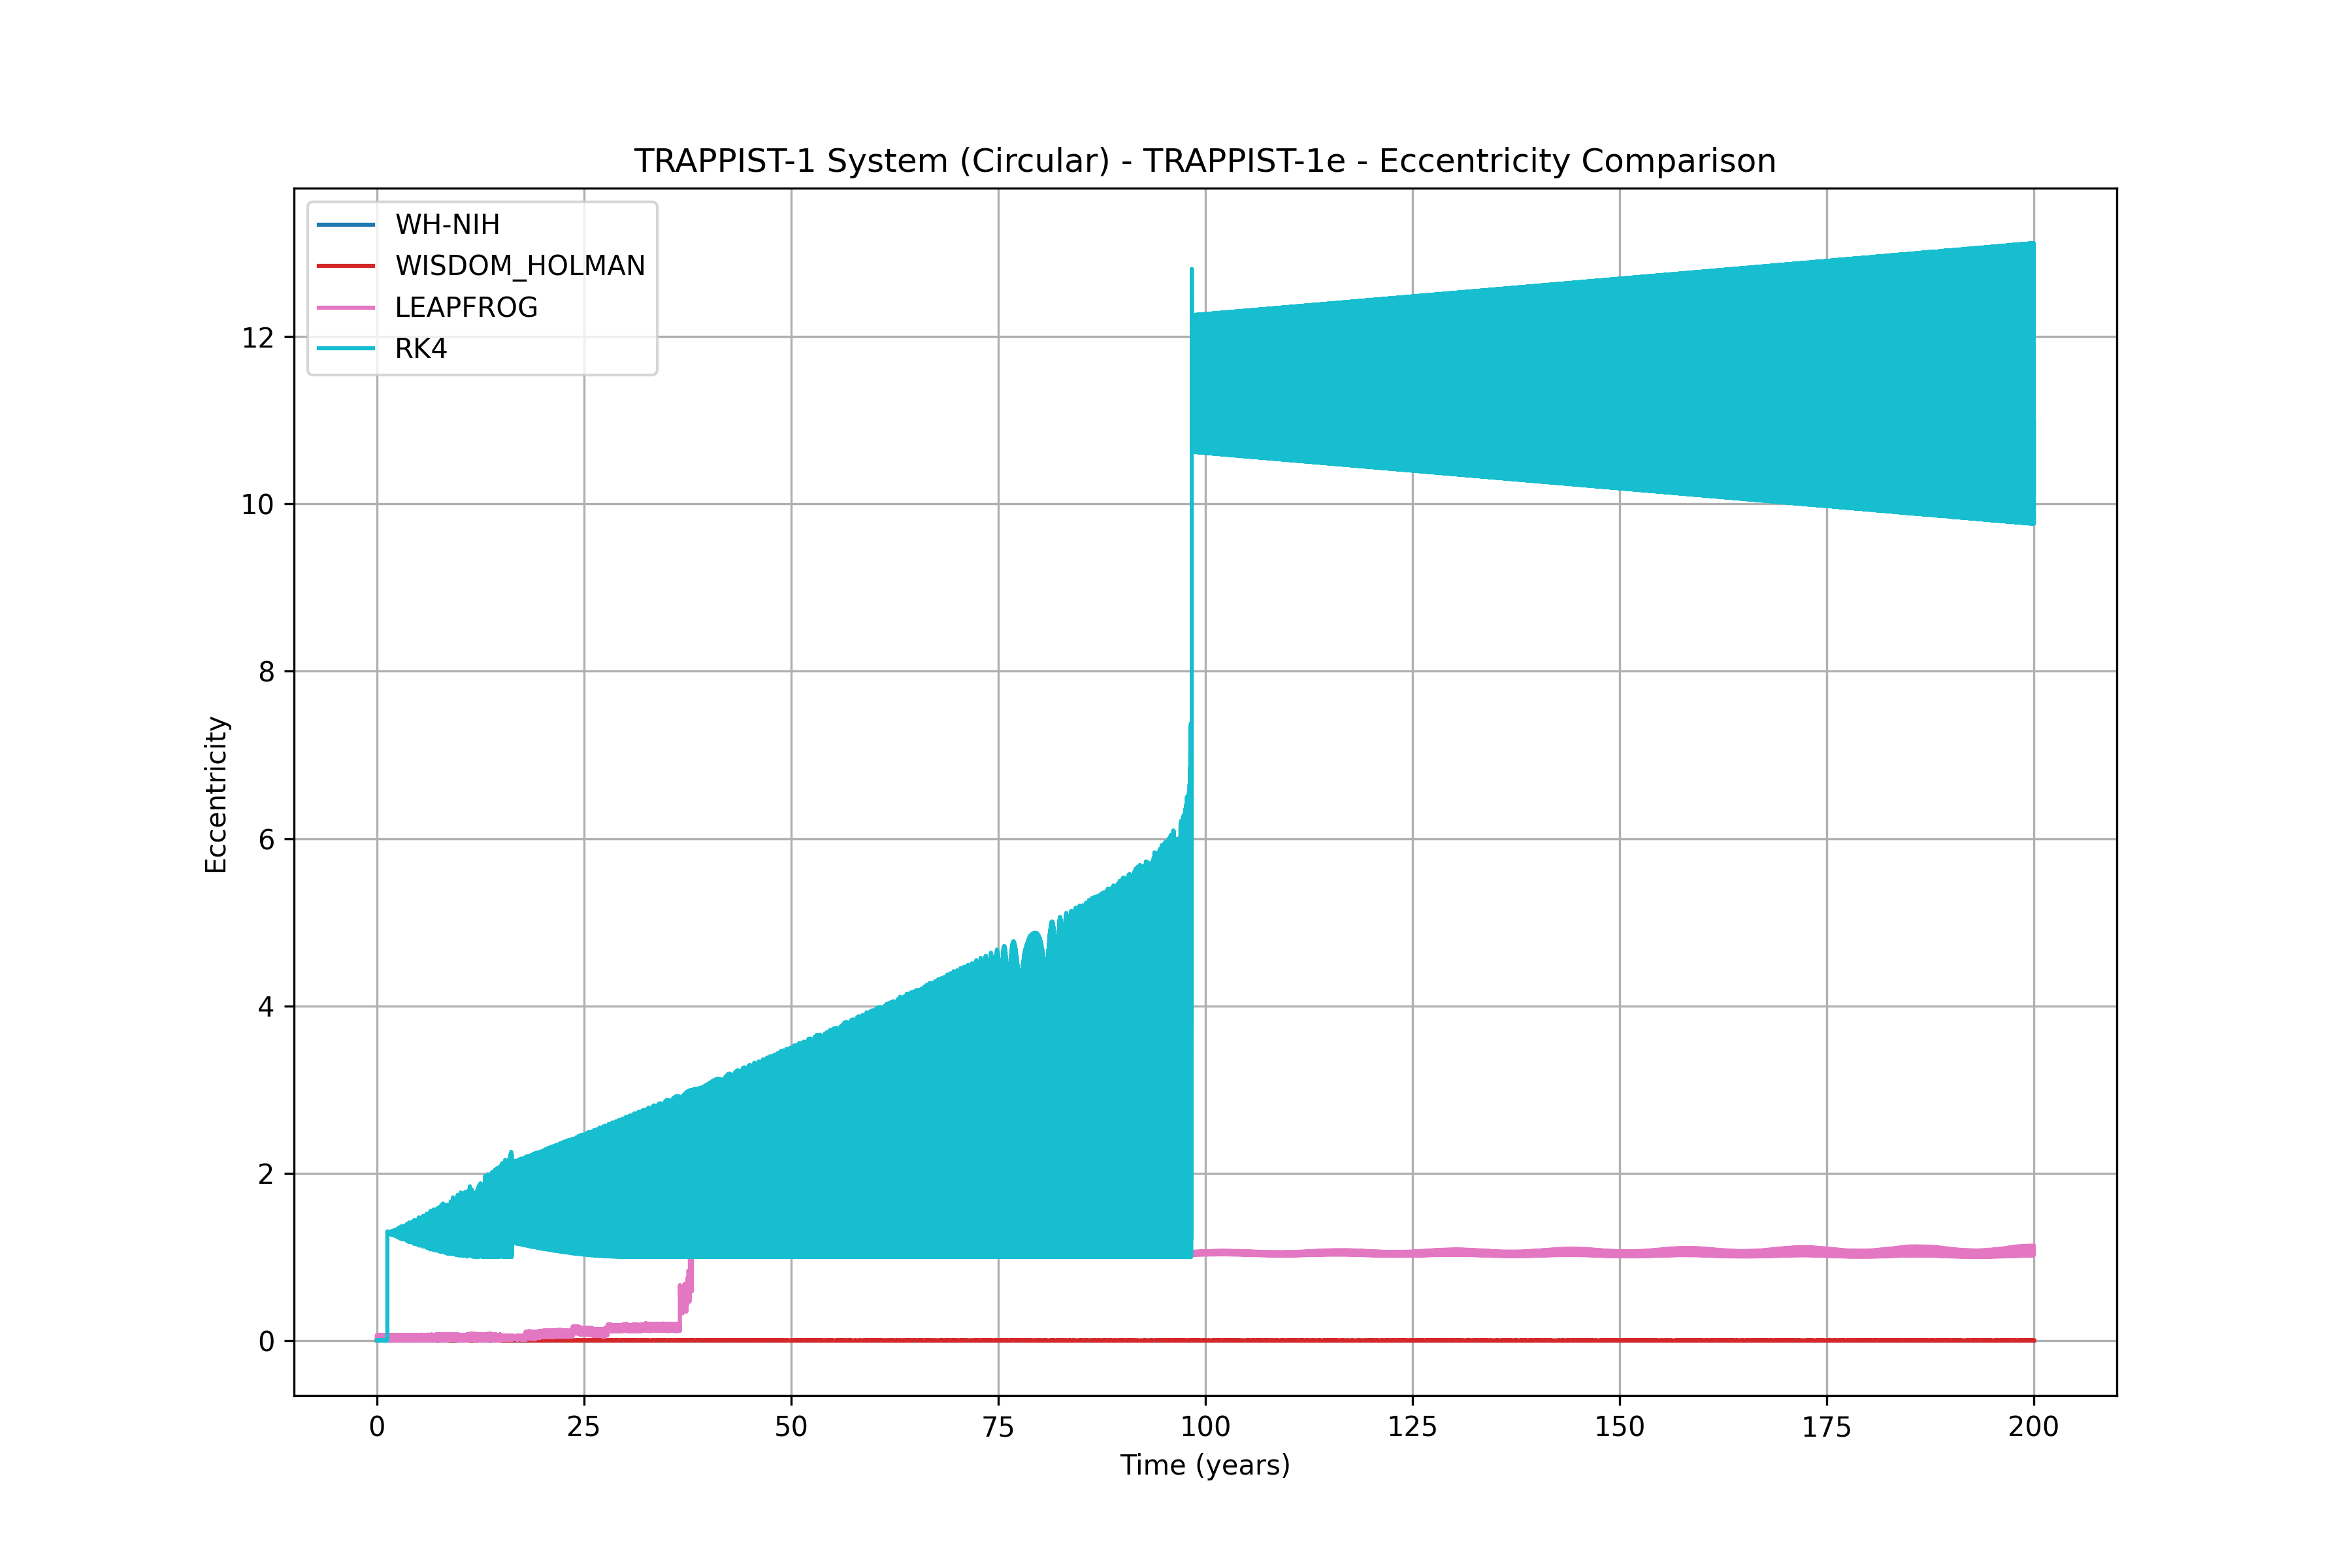 TRAPPIST-1 System (Circular) - TRAPPIST-1e - Eccentricity Comparison
WH-NIH
WISDOM_HOLMAN
LEAPFROG
RK4
12
10
8
6
4
2
0
Eccentricity
0 25 50 75 100 125 150 175 200
Time (years)